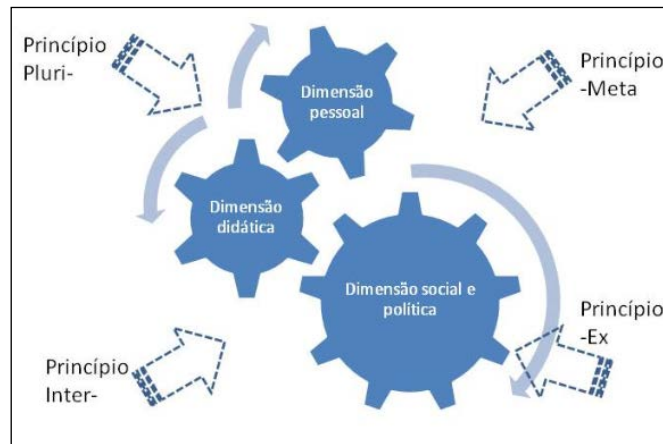 Princípio
Pluri-
Dimensão
pessoal
Princípio
-Meta
Dimensão
didática
Dimensão social e
política
Princípio
Inter-
Princípio
-Ex